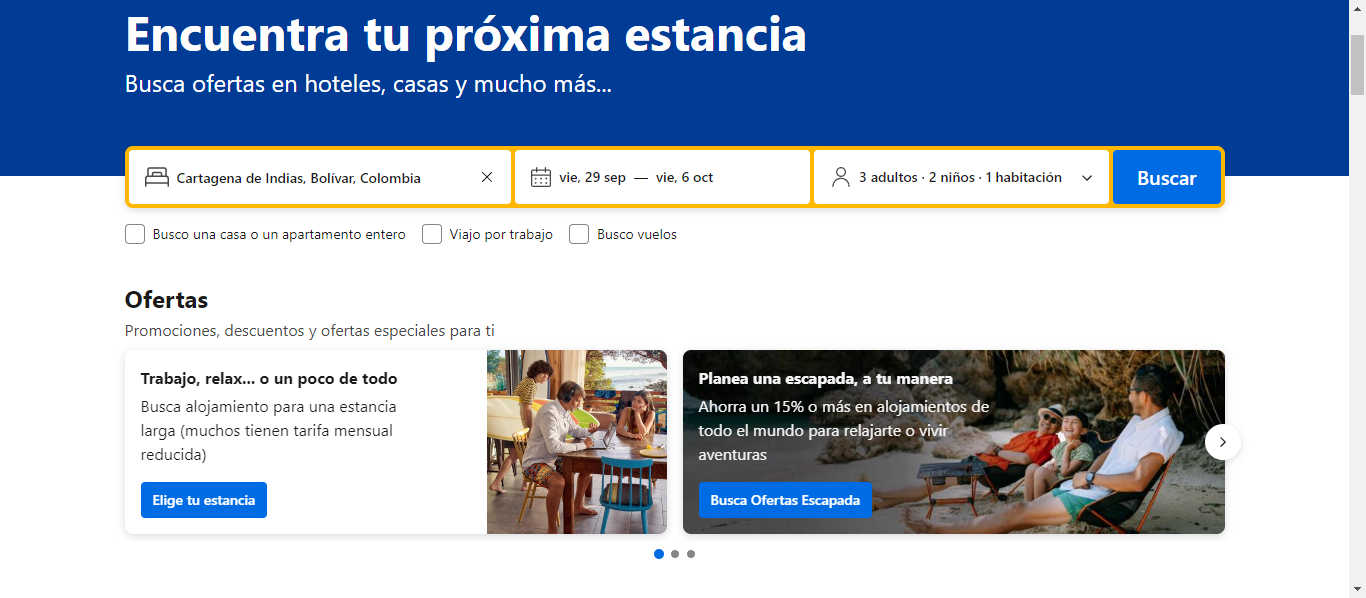 Encuentra tu próxima estancia
Busca ofertas en hoteles, casas y mucho más...
Cartagena de Indias, Bolívar, Colombia
vie, 29 sep — vie, 6 oct
3 adultos · 2 niños · 1 habitación
Buscar
Busco una casa o un apartamento entero
Viajo por trabajo
Busco vuelos
Ofertas
Promociones, descuentos y ofertas especiales para ti
Trabajo, relax... o un poco de todo
Busca alojamiento para una estancia
larga (muchos tienen tarifa mensual
reducida)
Elige tu estancia
Planea una escapada, a tu manera
Ahorra un 15% o más en alojamientos de
todo el mundo para relajarte o vivir
aventuras
Busca Ofertas Escapada